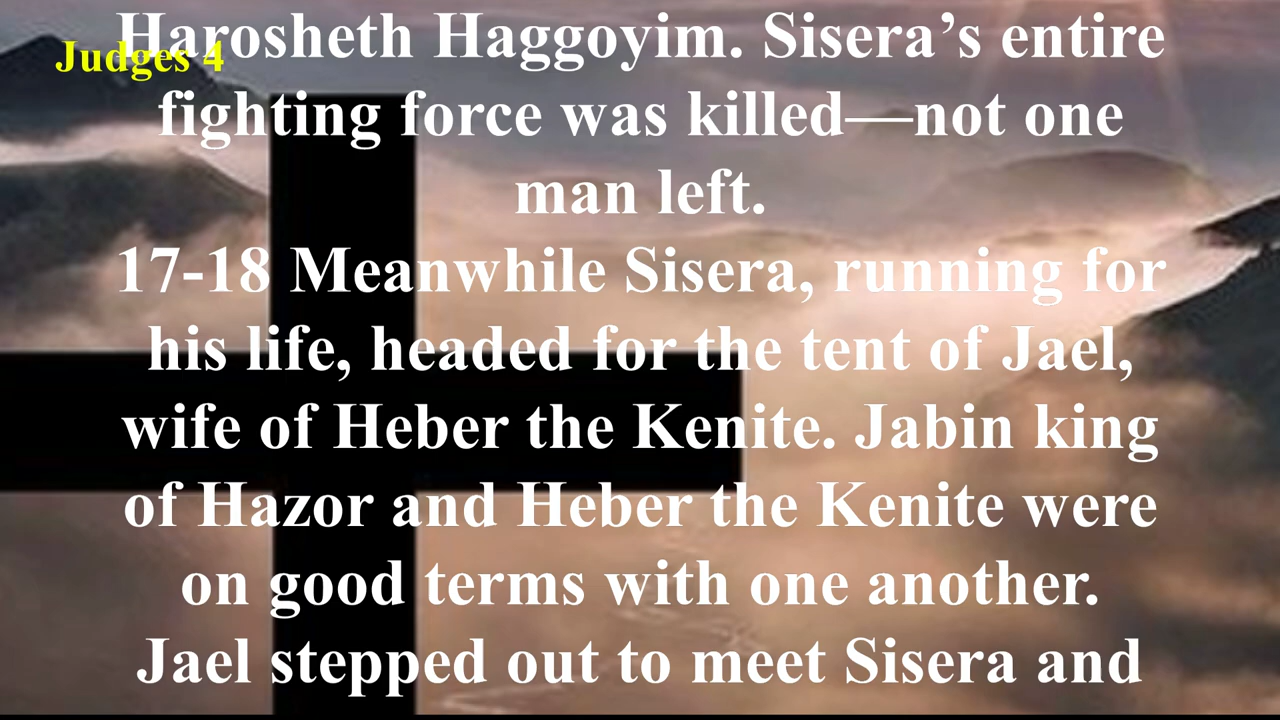 Judges 4
Harosheth Haggoyim. Sisera’s entire
fighting force was killed—not one
man left.
17-18 Meanwhile Sisera, running for
his life, headed for the tent of Jael,
wife of Heber the Kenite. Jabin king
of Hazor and Heber the Kenite were
on good terms with one another.
Jael stepped out to meet Sisera and